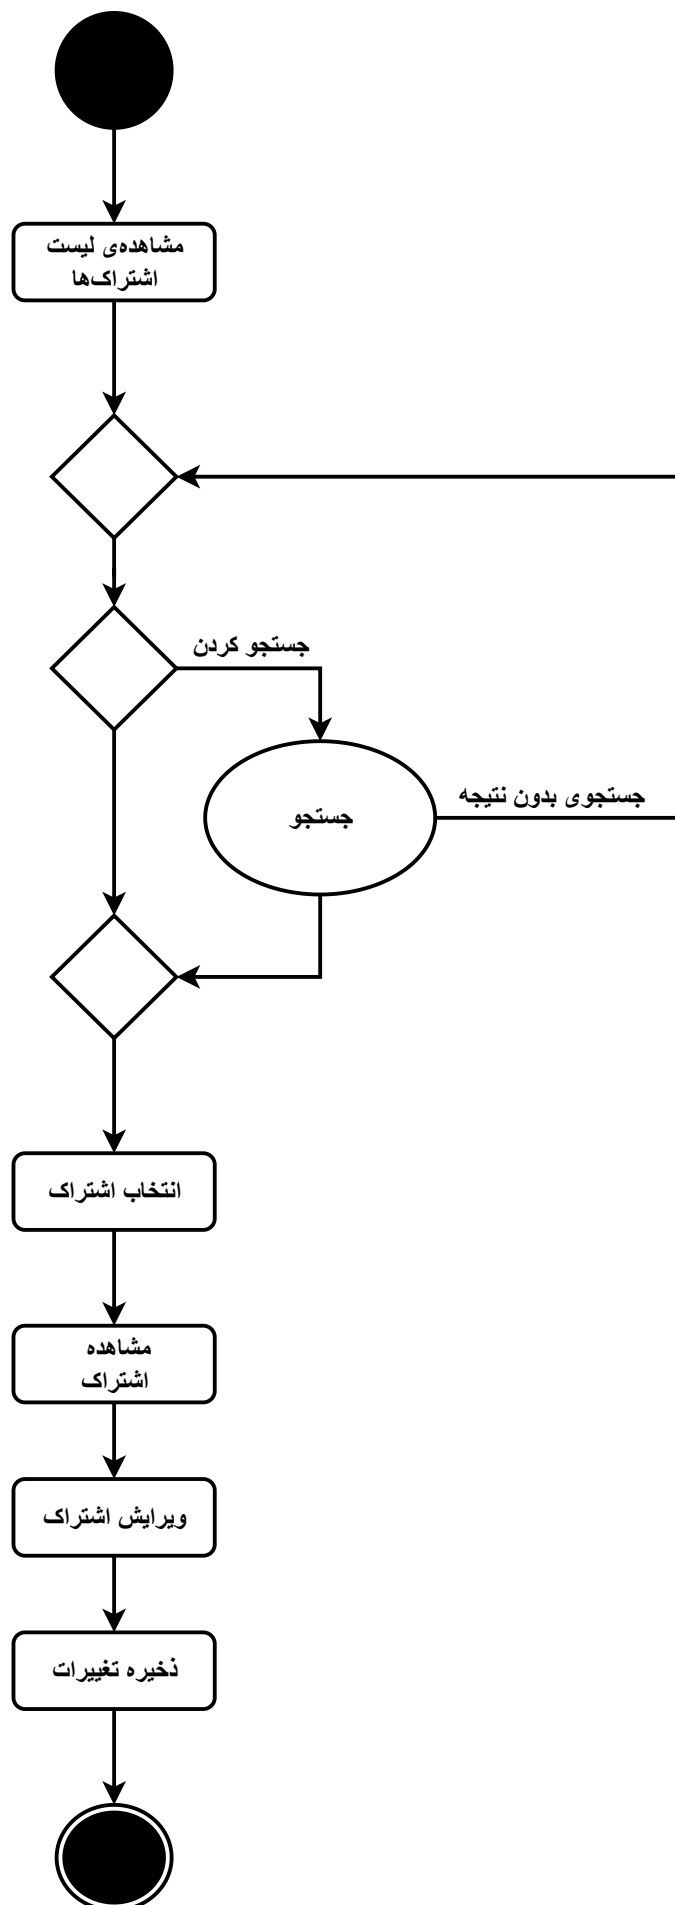 مشاهده‌ی لیست
اشتراک‌ها
جستجو کردن
جستجوی بدون نتیجه
جستجو
انتخاب اشتراک
مشاهده
اشتراک
ویرایش اشتراک
ذخیره تغییرات